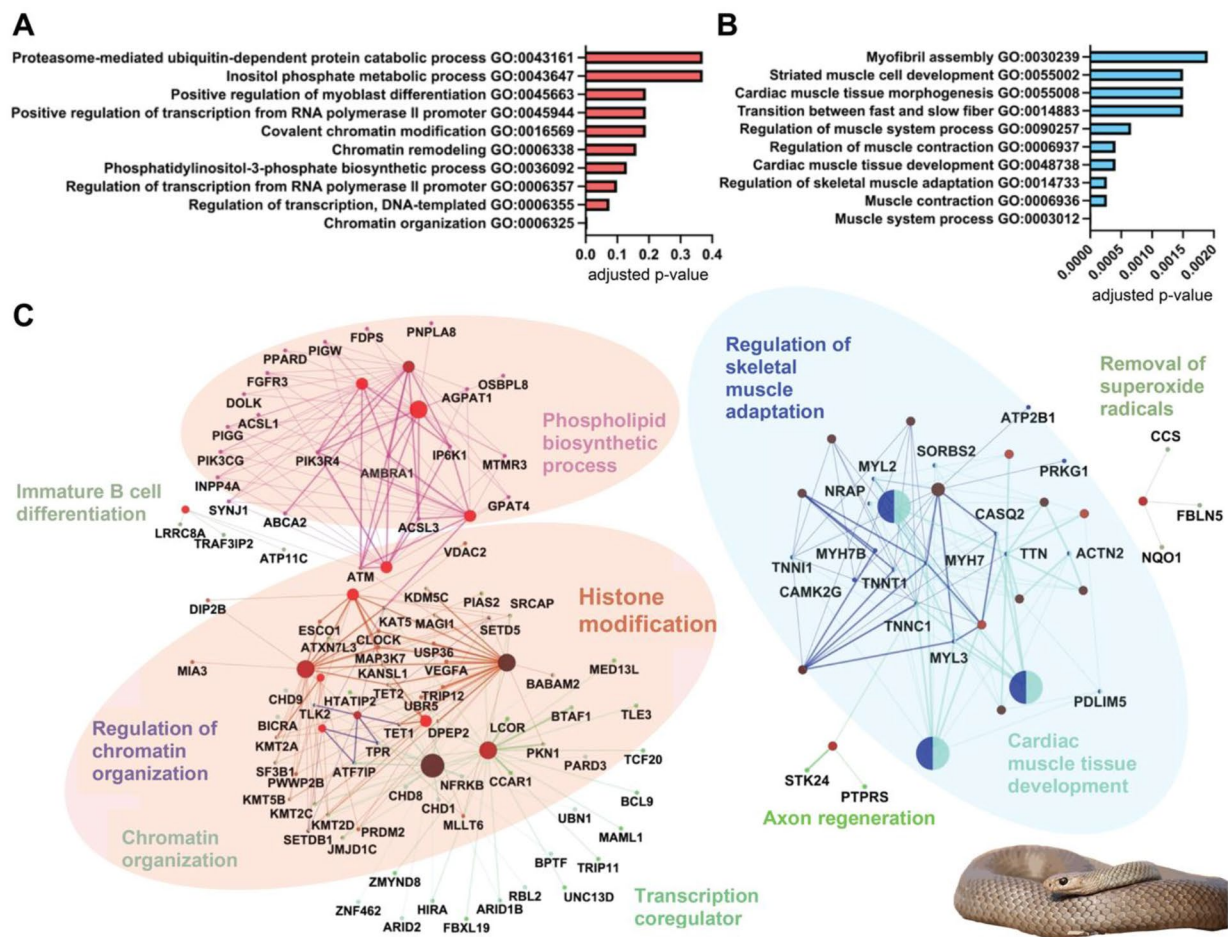 A
Proteasome-mediated ubiquitin-dependent protein catabolic process GO:0043161
Inositol phosphate metabolic process GO:0043647
Positive regulation of myoblast differentiation GO:0045663
Positive regulation of transcription from RNA polymerase II promoter GO:0045944
Covalent chromatin modification GO:0016569
Chromatin remodeling GO:0006338
Phosphatidylinositol-3-phosphate biosynthetic process GO:0036092
Regulation of transcription from RNA polymerase II promoter GO:0006357
Regulation of transcription, DNA-templated GO:0006355
Chromatin organization GO:0006325
0.0 0.1 0.2 0.3 0.4
adjusted p-value
B
Myofibril assembly GO:0030239
Striated muscle cell development GO:0055002
Cardiac muscle tissue morphogenesis GO:0055008
Transition between fast and slow fiber GO:0014883
Regulation of muscle system process GO:0090257
Regulation of muscle contraction GO:0006937
Cardiac muscle tissue development GO:0048738
Regulation of skeletal muscle adaptation GO:0014733
Muscle contraction GO:0006936
Muscle system process GO:0003012
0.0000 0.0005 0.0010 0.0015 0.0020
adjusted p-value
C
PNPLA8
FDPS
PIGW
PPARD
FGFR3
OSBPL8
AGPAT1
DOLK
ACSL1
PIGG
Phospholipid
biosynthetic
process
PIK3CG
PIK3R4
AMBRA1
IP6K1
MTMR3
INPP4A
GPAT4
SYNJ1
ABCA2
ACSL3
Immature B cell
differentiation
LRRC8A
TRAF3IP2
ATP11C
VDAC2
ATM
DIP2B
KDM5C
PIAS2
SRCAP
Histone
modification
KAT5
MAGI1
SETD5
ESCO1
ATXN7L3
CLOCK
MAP3K7
USP36
KANSL1
VEGFA
MIA3
MED13L
BABAM2
CHD9
HTATIP2
TET2
TRIP12
UBR5
TLK2
BICRA
LCOR
BTAF1
TLE3
Regulation of
chromatin
organization
KMT2A
TPR
TET1
DPEP2
PKN1
PARD3
TCF20
SF3B1
ATF7IP
PWWP2B
NFRKB
CCAR1
KMT5B
CHD8
BCL9
KMT2C
CHD1
UBN1
KMT2D
PRDM2
MLLT6
MAML1
SETDB1
JMJD1C
Chromatin
organization
BPTF
TRIP11
ZMYND8
RBL2
UNC13D
ZNF462
HIRA
ARID1B
ARID2
FBXL19
Transcription
coregulator
Regulation of
skeletal
muscle
adaptation
ATP2B1
SORBS2
MYL2
PRKG1
NRAP
CASQ2
MYH7B
MYH7
TTN
ACTN2
TNNI1
TNNT1
CAMK2G
TNNC1
MYL3
PDLIM5
Cardiac
muscle tissue
development
Removal of
superoxide
radicals
CCS
FBLN5
NQO1
STK24
PTPRS
Axon regeneration